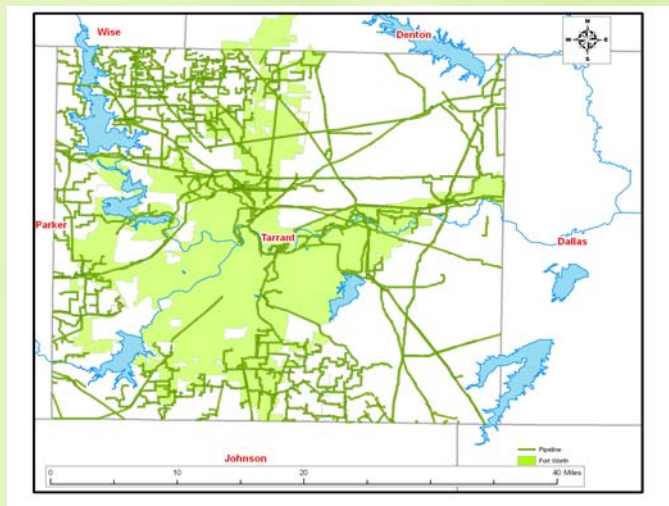 Wise
Denton
N
W E
S
Parker
Tarrant
Dallas
Johnson
Pipeline
Fort Worth
0 10 20 40 Miles